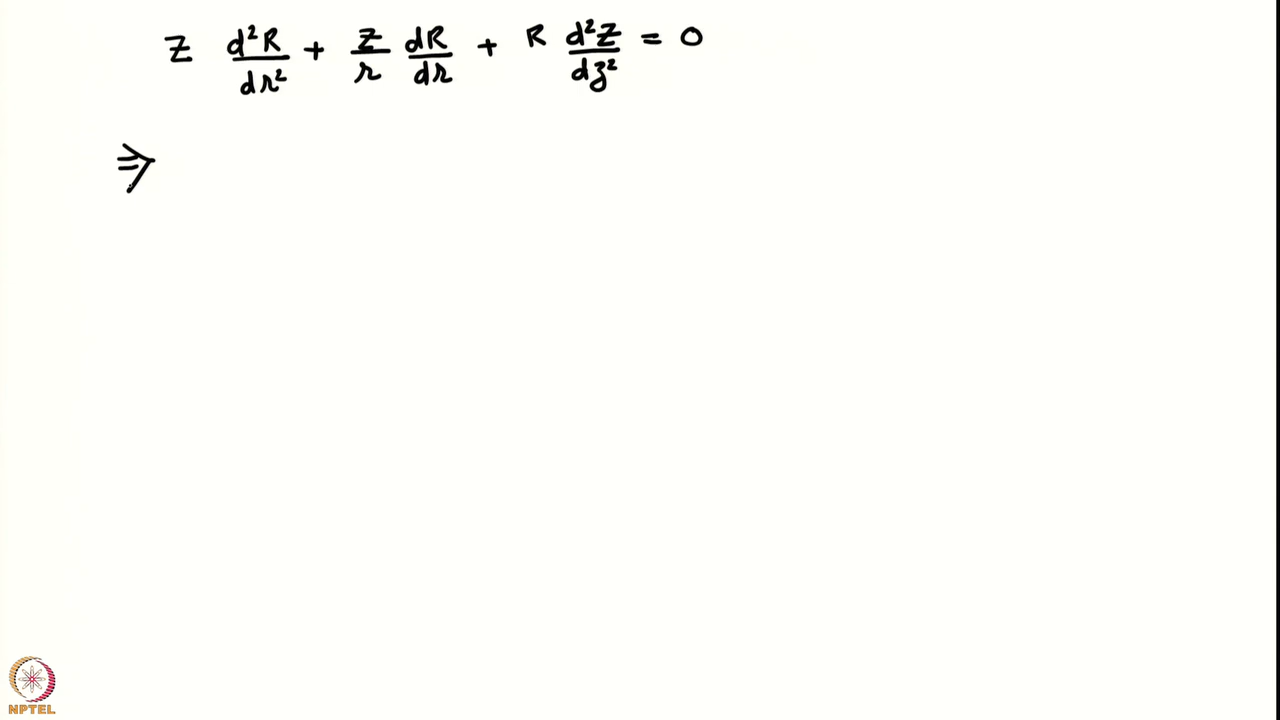 Z d²R/dr² + Z/r dR/dr + R d²Z/dz² = 0
⇒
NPTEL